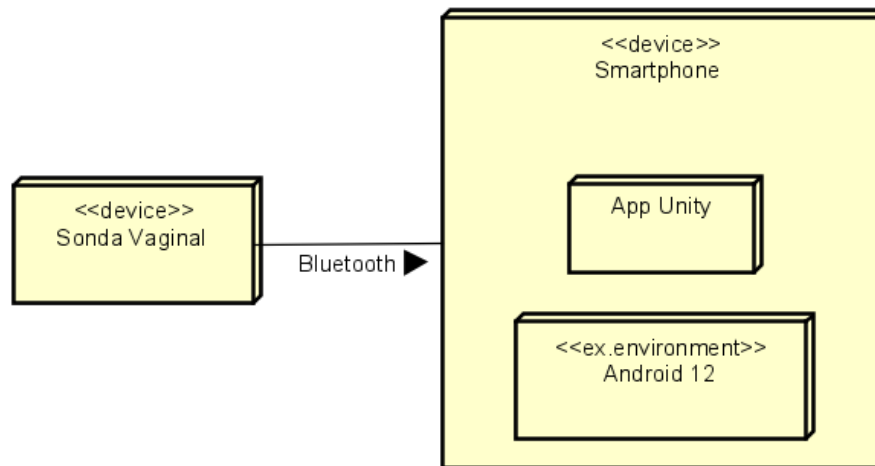 <<device>>
Smartphone
<<device>>
Sonda Vaginal
App Unity
Bluetooth
<<ex.environment>>
Android 12